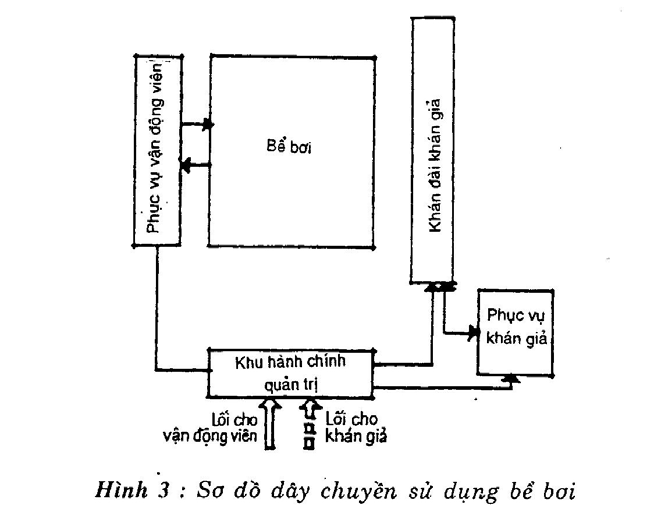 Phục vụ vận động viên
Bể bơi
Khán đài khán giả
Phục vụ
khán giả
Khu hành chính
quản trị
Lối cho
vận động viên
Lối cho
khán giả
Hình 3 : Sơ dồ dây chuyền sử dụng bể bơi